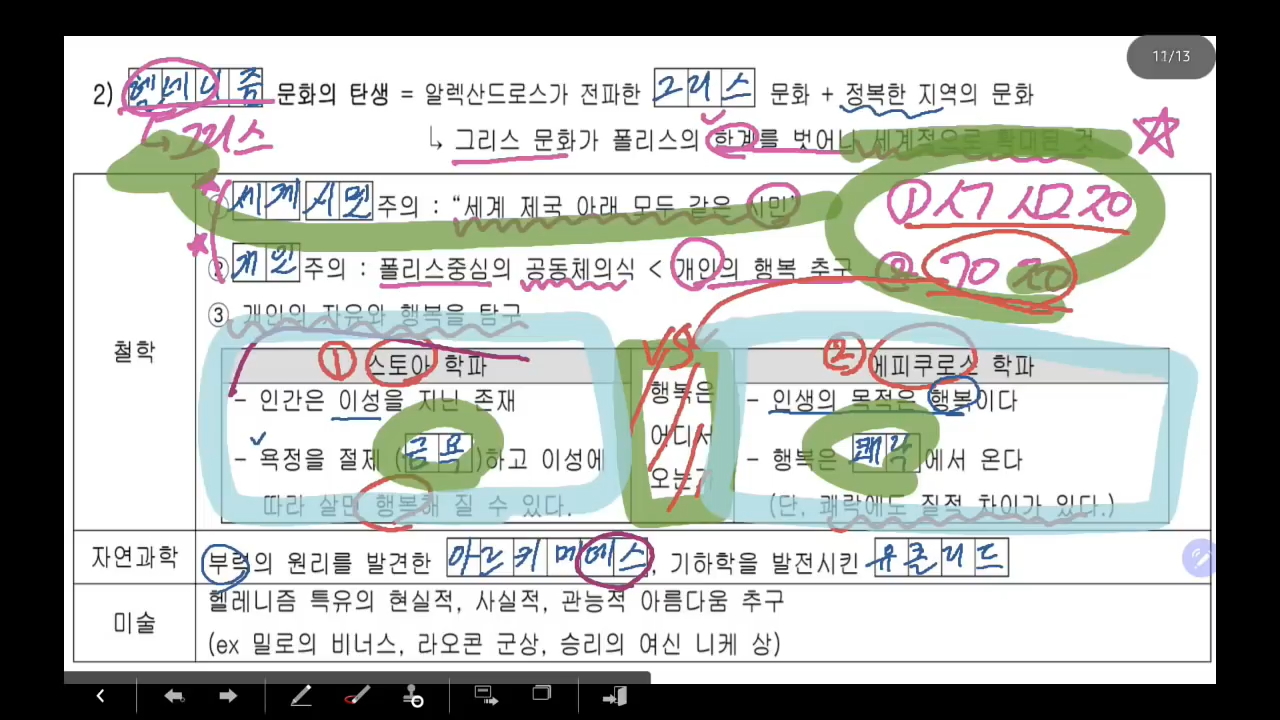 11/13
2) 헬레니즘 문화의 탄생 = 알렉산드로스가 전파한 그리스 문화 + 정복한 지역의 문화
그리스
↳ 그리스 문화가 폴리스의 한계를 벗어나 세계적으로 확대된 것
철학
① 세계시민주의 : "세계 제국 아래 모두 같은 시민"
② 개인주의 : 폴리스중심의 공동체의식 < 개인의 행복 추구
③ 개인의 자유와 행복을 탐구
① 스토아 학파
- 인간은 이성을 지닌 존재
- 욕정을 절제 (금욕)하고 이성에
따라 살면 행복해 질 수 있다.
VS
행복은
어디서
오는가
② 에피쿠로스 학파
- 인생의 목적은 행복이다
- 행복은 쾌락에서 온다
(단, 쾌락에도 질적 차이가 있다.)
자연과학
부력의 원리를 발견한 아르키메데스, 기하학을 발전시킨 유클리드
미술
헬레니즘 특유의 현실적, 사실적, 관능적 아름다움 추구
(ex 밀로의 비너스, 라오콘 군상, 승리의 여신 니케 상)